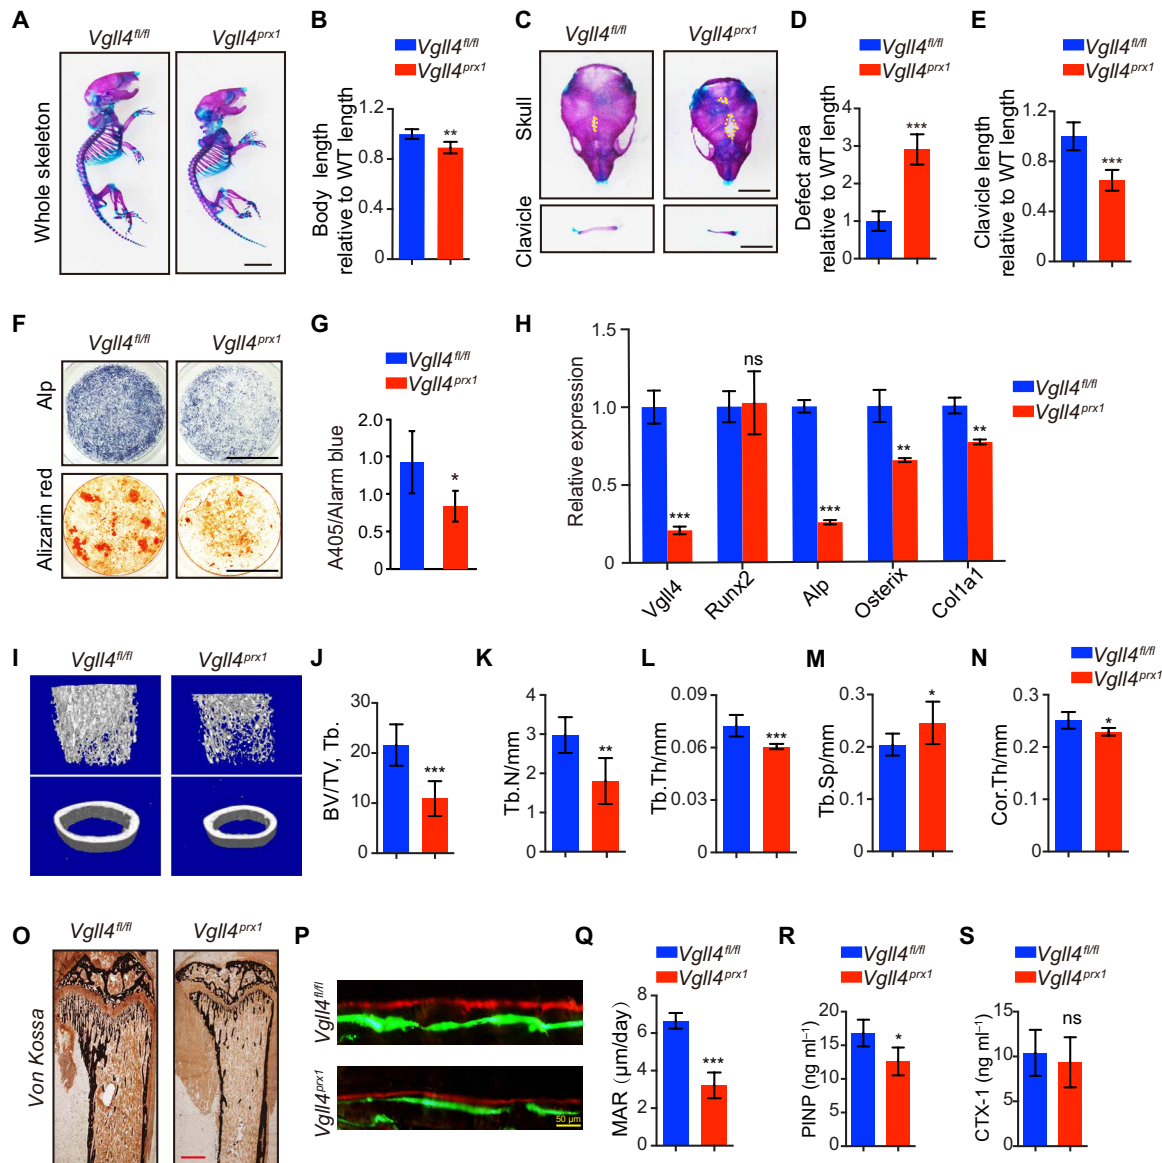 A
Vgll4fl/fl
Vgll4prx1
Whole skeleton
B
Vgll4fl/fl
Vgll4prx1
Body length
relative to WT length
1.2
0.8
0.4
0
**
C
Vgll4fl/fl
Vgll4prx1
Skull
Clavicle
D
Vgll4fl/fl
Vgll4prx1
Defect area
relative to WT length
4
3
2
1
0
***
E
Vgll4fl/fl
Vgll4prx1
Clavicle length
relative to WT length
1.2
0.8
0.4
0
***
F
Vgll4fl/fl
Vgll4prx1
Alp
Alizarin red
G
Vgll4fl/fl
Vgll4prx1
A405/Alarm blue
2.0
1.0
1.0
0.5
0
*
H
Relative expression
1.5
1.0
0.5
0
***
ns
***
**
**
Vgll4
Runx2
Alp
Osterix
Col1a1
Vgll4fl/fl
Vgll4prx1
I
Vgll4fl/fl
Vgll4prx1
J
BV/TV, Tb.
30
20
10
0
***
K
Tb.N/mm
4
3
2
1
0
**
L
Tb.Th/mm
0.09
0.06
0.03
0
***
M
Tb.Sp/mm
0.3
0.2
0.1
0
*
N
Vgll4fl/fl
Vgll4prx1
Cor.Th/mm
0.3
0.2
0.1
0
*
O
Vgll4fl/fl
Vgll4prx1
Von Kossa
P
Vgll4fl/fl
Vgll4prx1
50 µm
Q
Vgll4fl/fl
Vgll4prx1
MAR (µm/day)
8
6
4
2
0
***
R
Vgll4fl/fl
Vgll4prx1
PINP (ng ml−1)
20
15
10
5
0
*
S
Vgll4fl/fl
Vgll4prx1
CTX-1 (ng ml−1)
15
10
5
0
ns